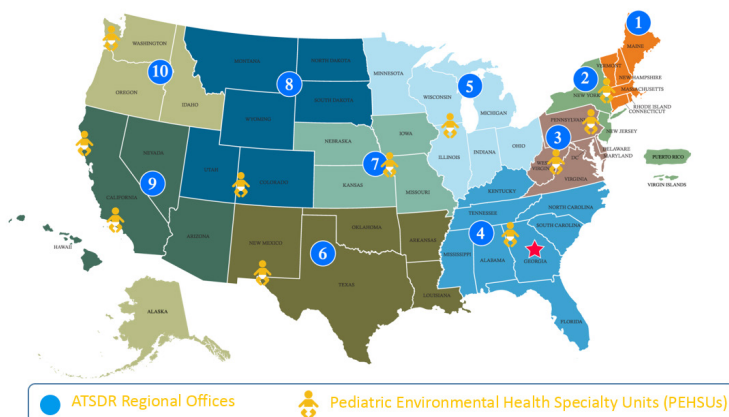 1
MAINE
WASHINGTON
MONTANA
NORTH DAKOTA
MINNESOTA
VERMONT
10
8
5
2
NEW HAMPSHIRE
OREGON
IDAHO
SOUTH DAKOTA
WISCONSIN
MICHIGAN
NEW YORK
MASSACHUSETTS
WYOMING
RHODE ISLAND
CONNECTICUT
PENNSYLVANIA
IOWA
3
NEW JERSEY
NEVADA
NEBRASKA
OHIO
DELAWARE
UTAH
COLORADO
7
ILLINOIS
INDIANA
WEST
VIRGINIA
DC
MARYLAND
PUERTO RICO
9
KANSAS
MISSOURI
KENTUCKY
VIRGINIA
VIRGIN ISLANDS
CALIFORNIA
TENNESSEE
NORTH CAROLINA
ARIZONA
NEW MEXICO
OKLAHOMA
ARKANSAS
4
SOUTH CAROLINA
HAWAII
6
MISSISSIPPI
ALABAMA
GEORGIA
TEXAS
LOUISIANA
ALASKA
FLORIDA
ATSDR Regional Offices
Pediatric Environmental Health Specialty Units (PEHSUs)